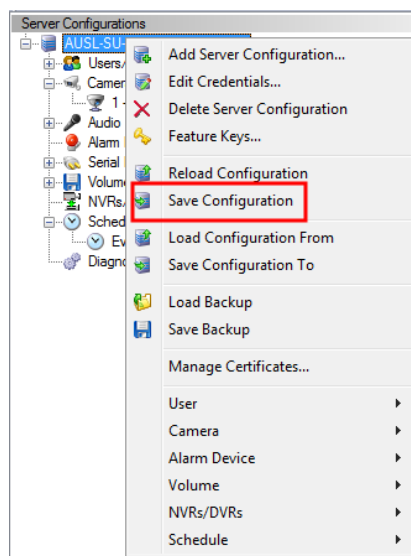 Server Configurations
AUSL-SU-
Users/
Camer
1 -
Audio
Alarm
Serial
Volum
NVRs/
Sched
Ev
Diagno
Add Server Configuration...
Edit Credentials...
Delete Server Configuration
Feature Keys...
Reload Configuration
Save Configuration
Load Configuration From
Save Configuration To
Load Backup
Save Backup
Manage Certificates...
User
Camera
Alarm Device
Volume
NVRs/DVRs
Schedule